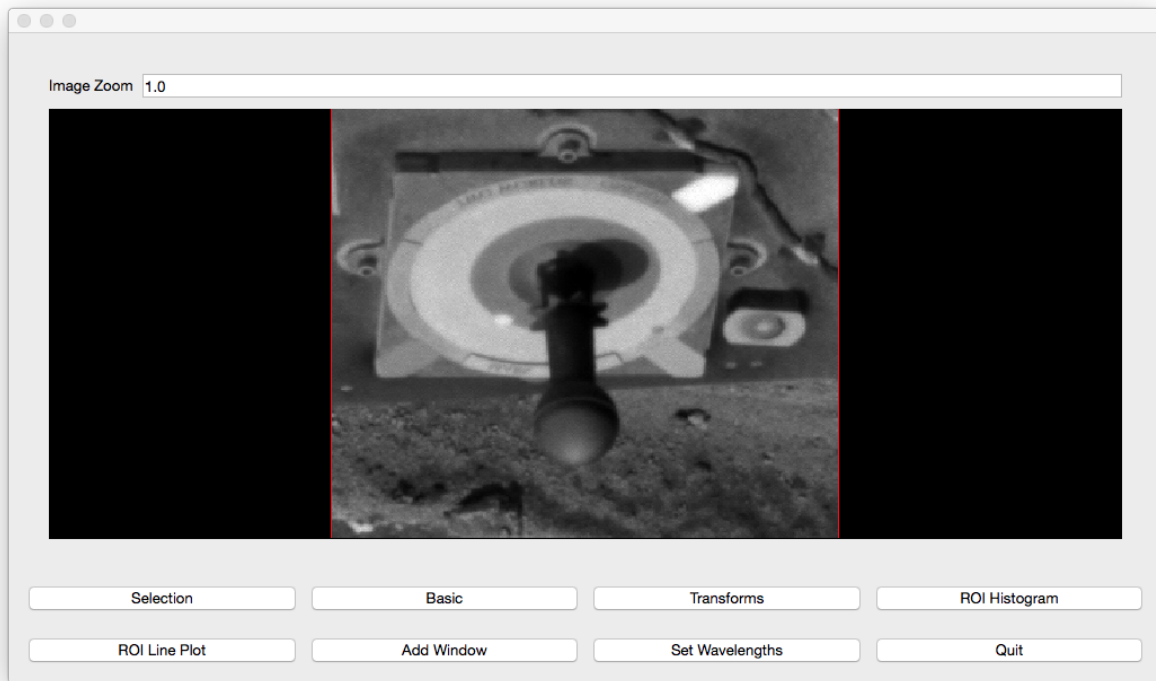 Image Zoom 1.0
Selection Basic Transforms ROI Histogram
ROI Line Plot Add Window Set Wavelengths Quit